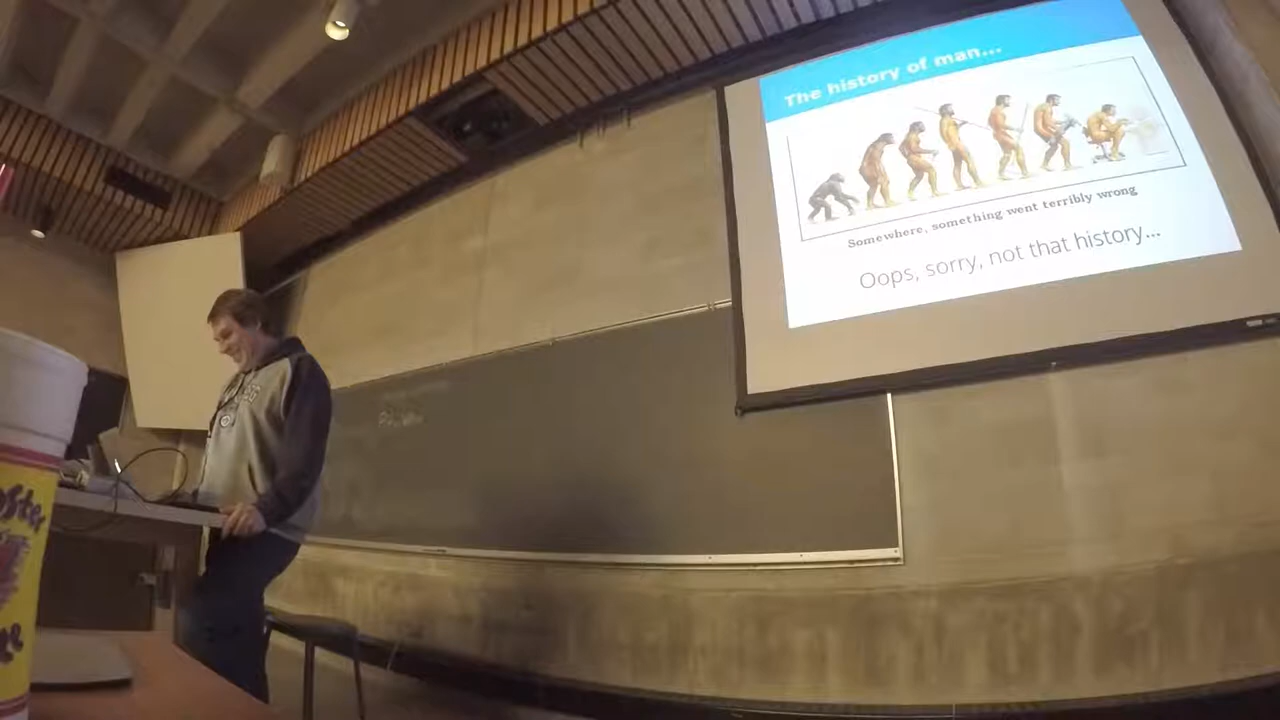 The history of man...
Somewhere, something went terribly wrong
Oops, sorry, not that history...